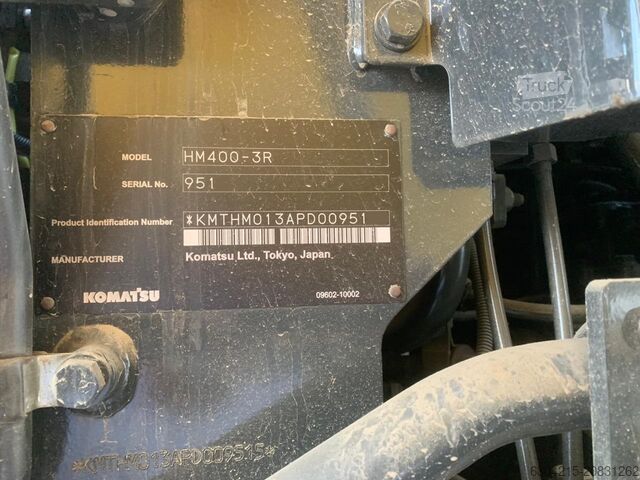 Truck
Scout24
MODEL HM400-3R
SERIAL No. 951
Product Identification Number *KMTHM013APD00951
MANUFACTURER Komatsu Ltd., Tokyo, Japan
KOMATSU 09602-10002
*KMTHM013APD009515*